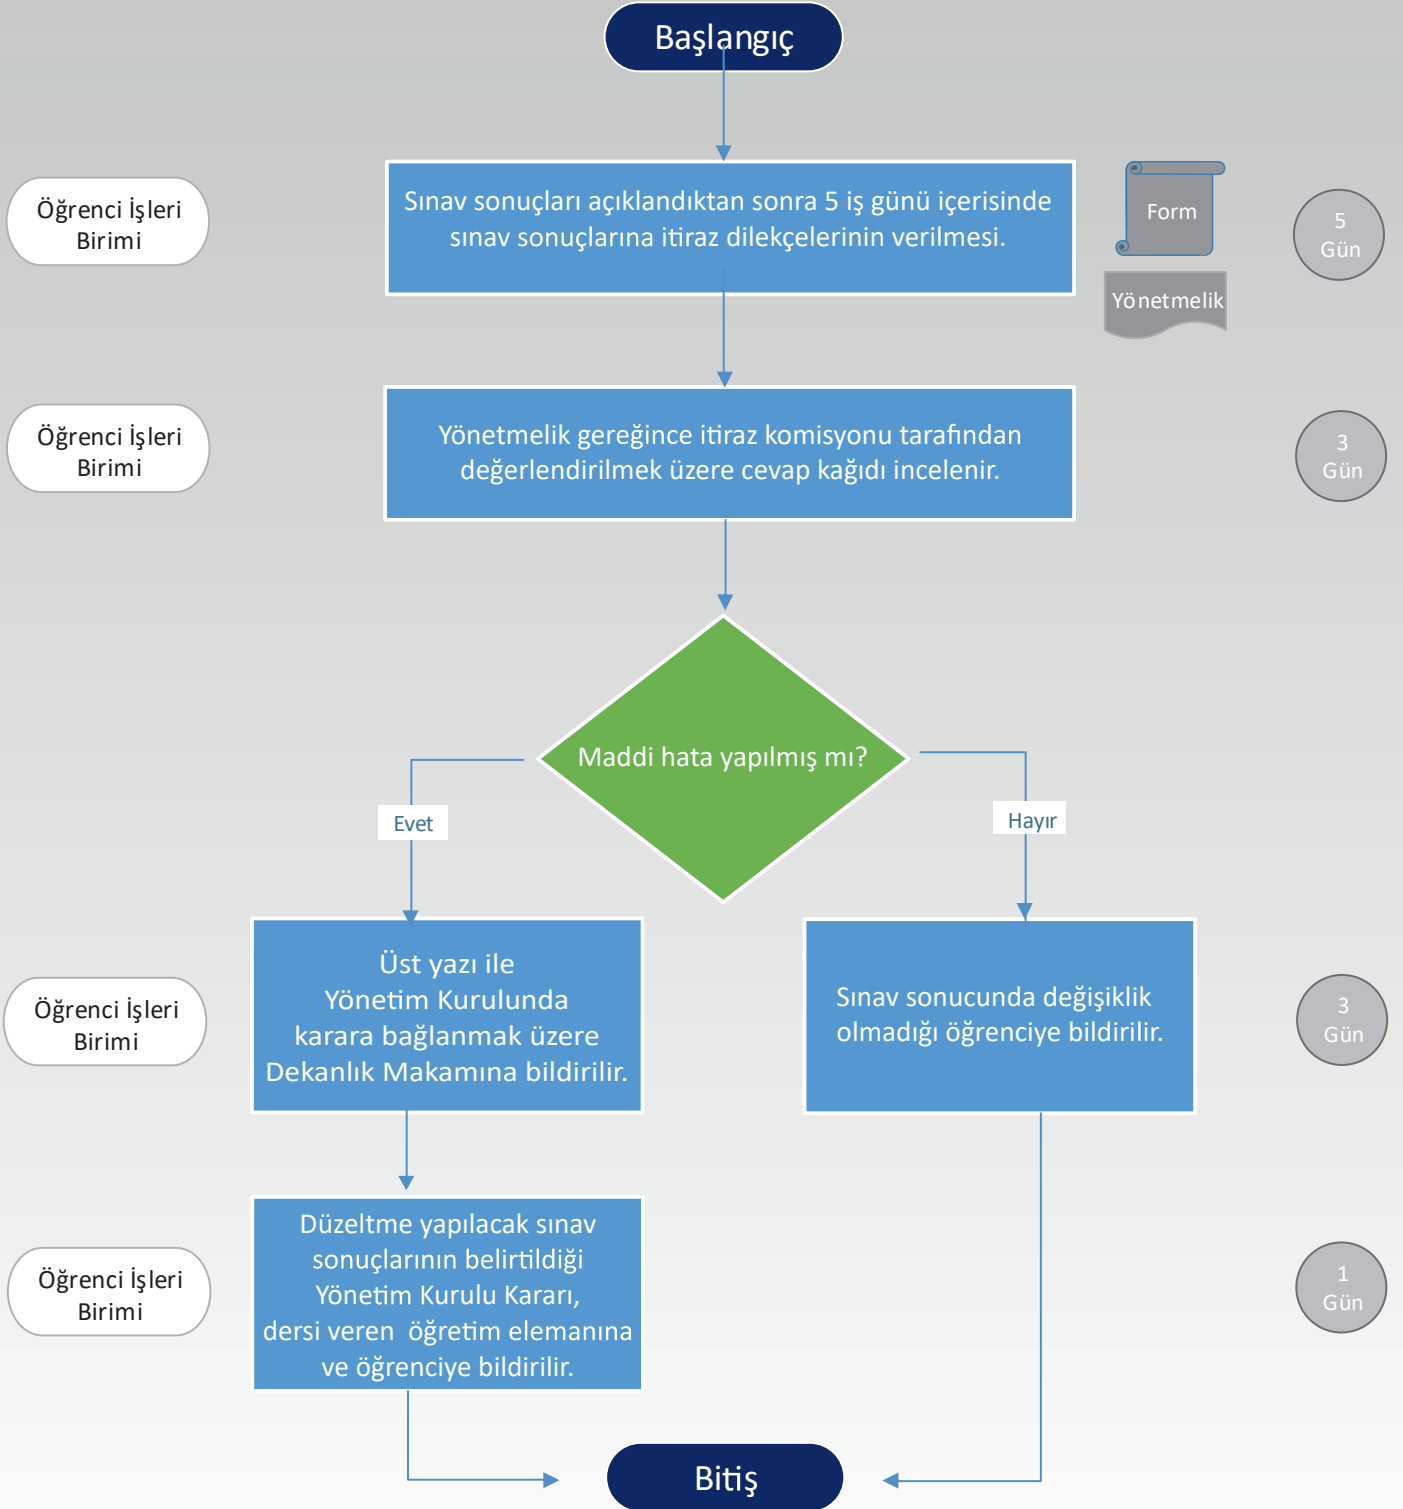 Başlangıç
Öğrenci İşleri
Birimi
Sınav sonuçları açıklandıktan sonra 5 iş günü içerisinde
sınav sonuçlarına itiraz dilekçelerinin verilmesi.
Form
Yönetmelik
5
Gün
Öğrenci İşleri
Birimi
Yönetmelik gereğince itiraz komisyonu tarafından
değerlendirilmek üzere cevap kağıdı incelenir.
3
Gün
Maddi hata yapılmış mı?
Evet
Hayır
Öğrenci İşleri
Birimi
Üst yazı ile
Yönetim Kurulunda
karara bağlanmak üzere
Dekanlık Makamına bildirilir.
Sınav sonucunda değişiklik
olmadığı öğrenciye bildirilir.
3
Gün
Öğrenci İşleri
Birimi
Düzeltme yapılacak sınav
sonuçlarının belirtildiği
Yönetim Kurulu Kararı,
dersi veren  öğretim elemanına
ve öğrenciye bildirilir.
1
Gün
Bitiş